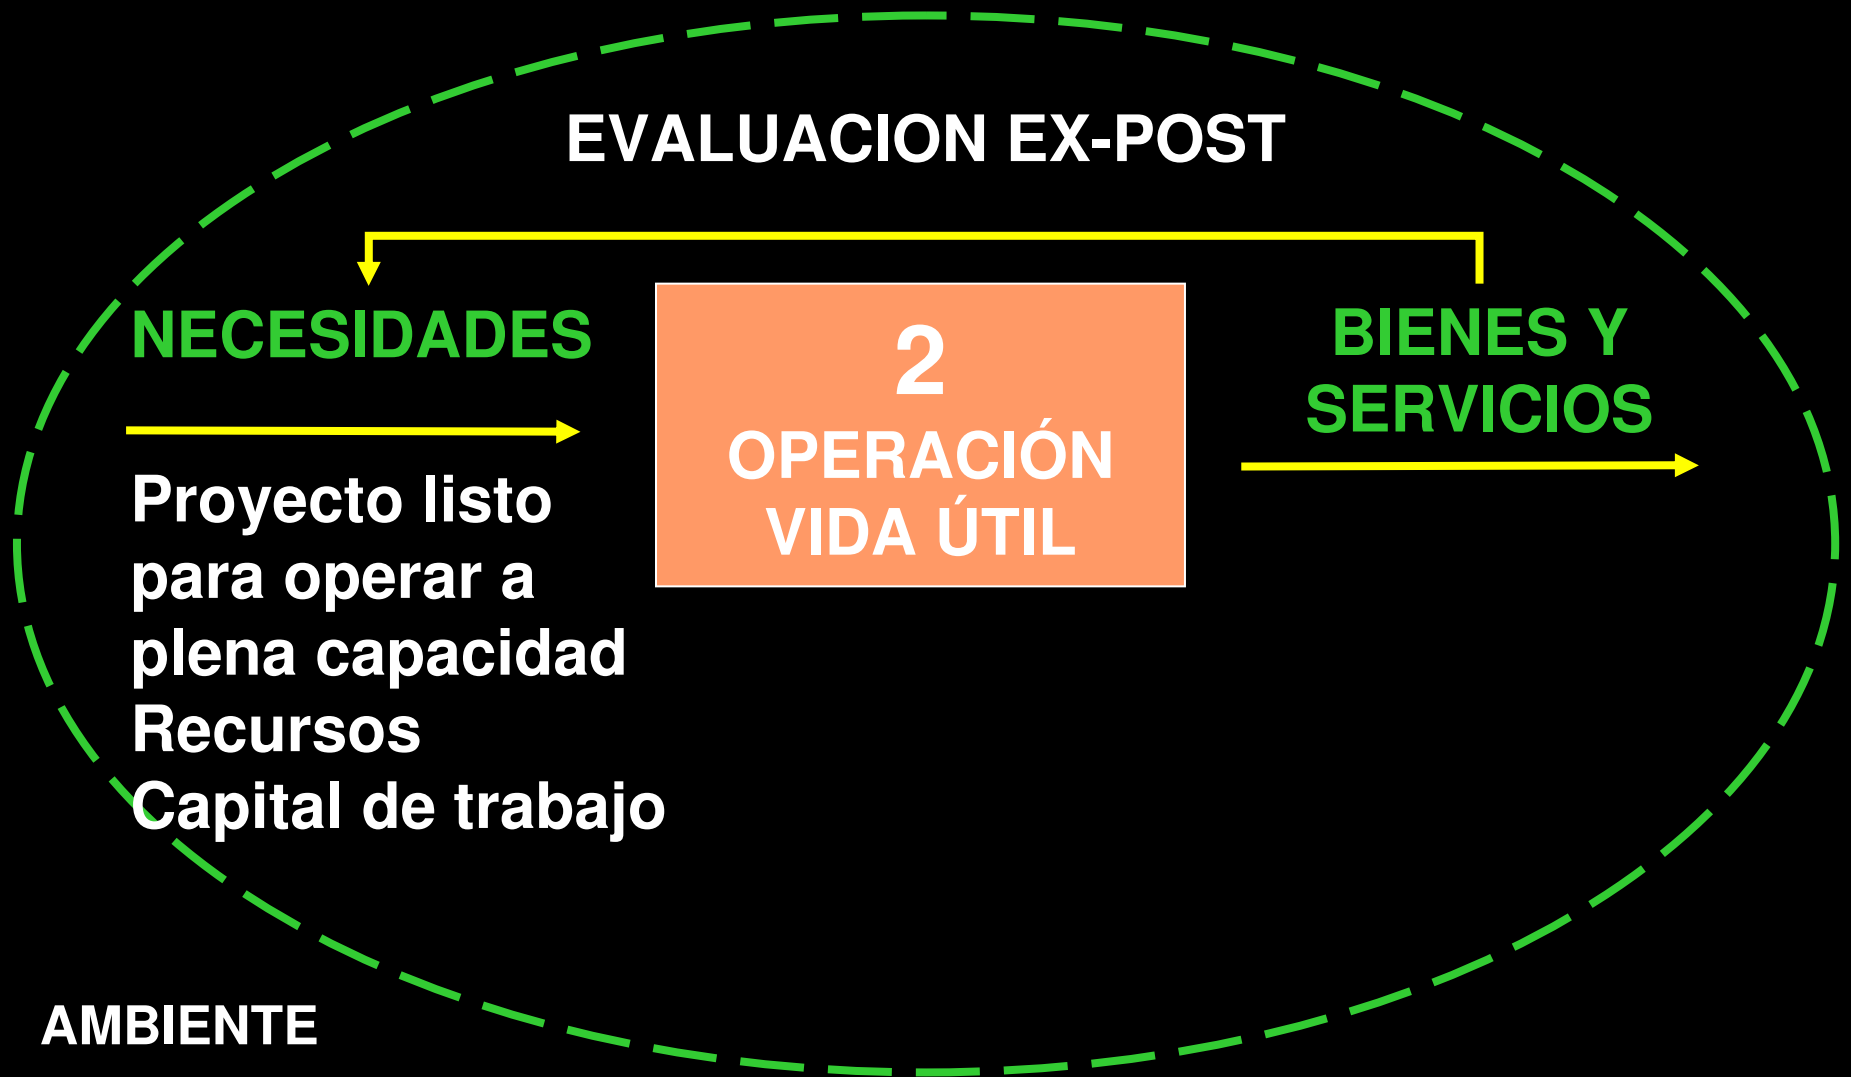 EVALUACION EX-POST
NECESIDADES
Proyecto listo
para operar a
plena capacidad
Recursos
Capital de trabajo
2
OPERACIÓN
VIDA ÚTIL
BIENES Y
SERVICIOS
AMBIENTE